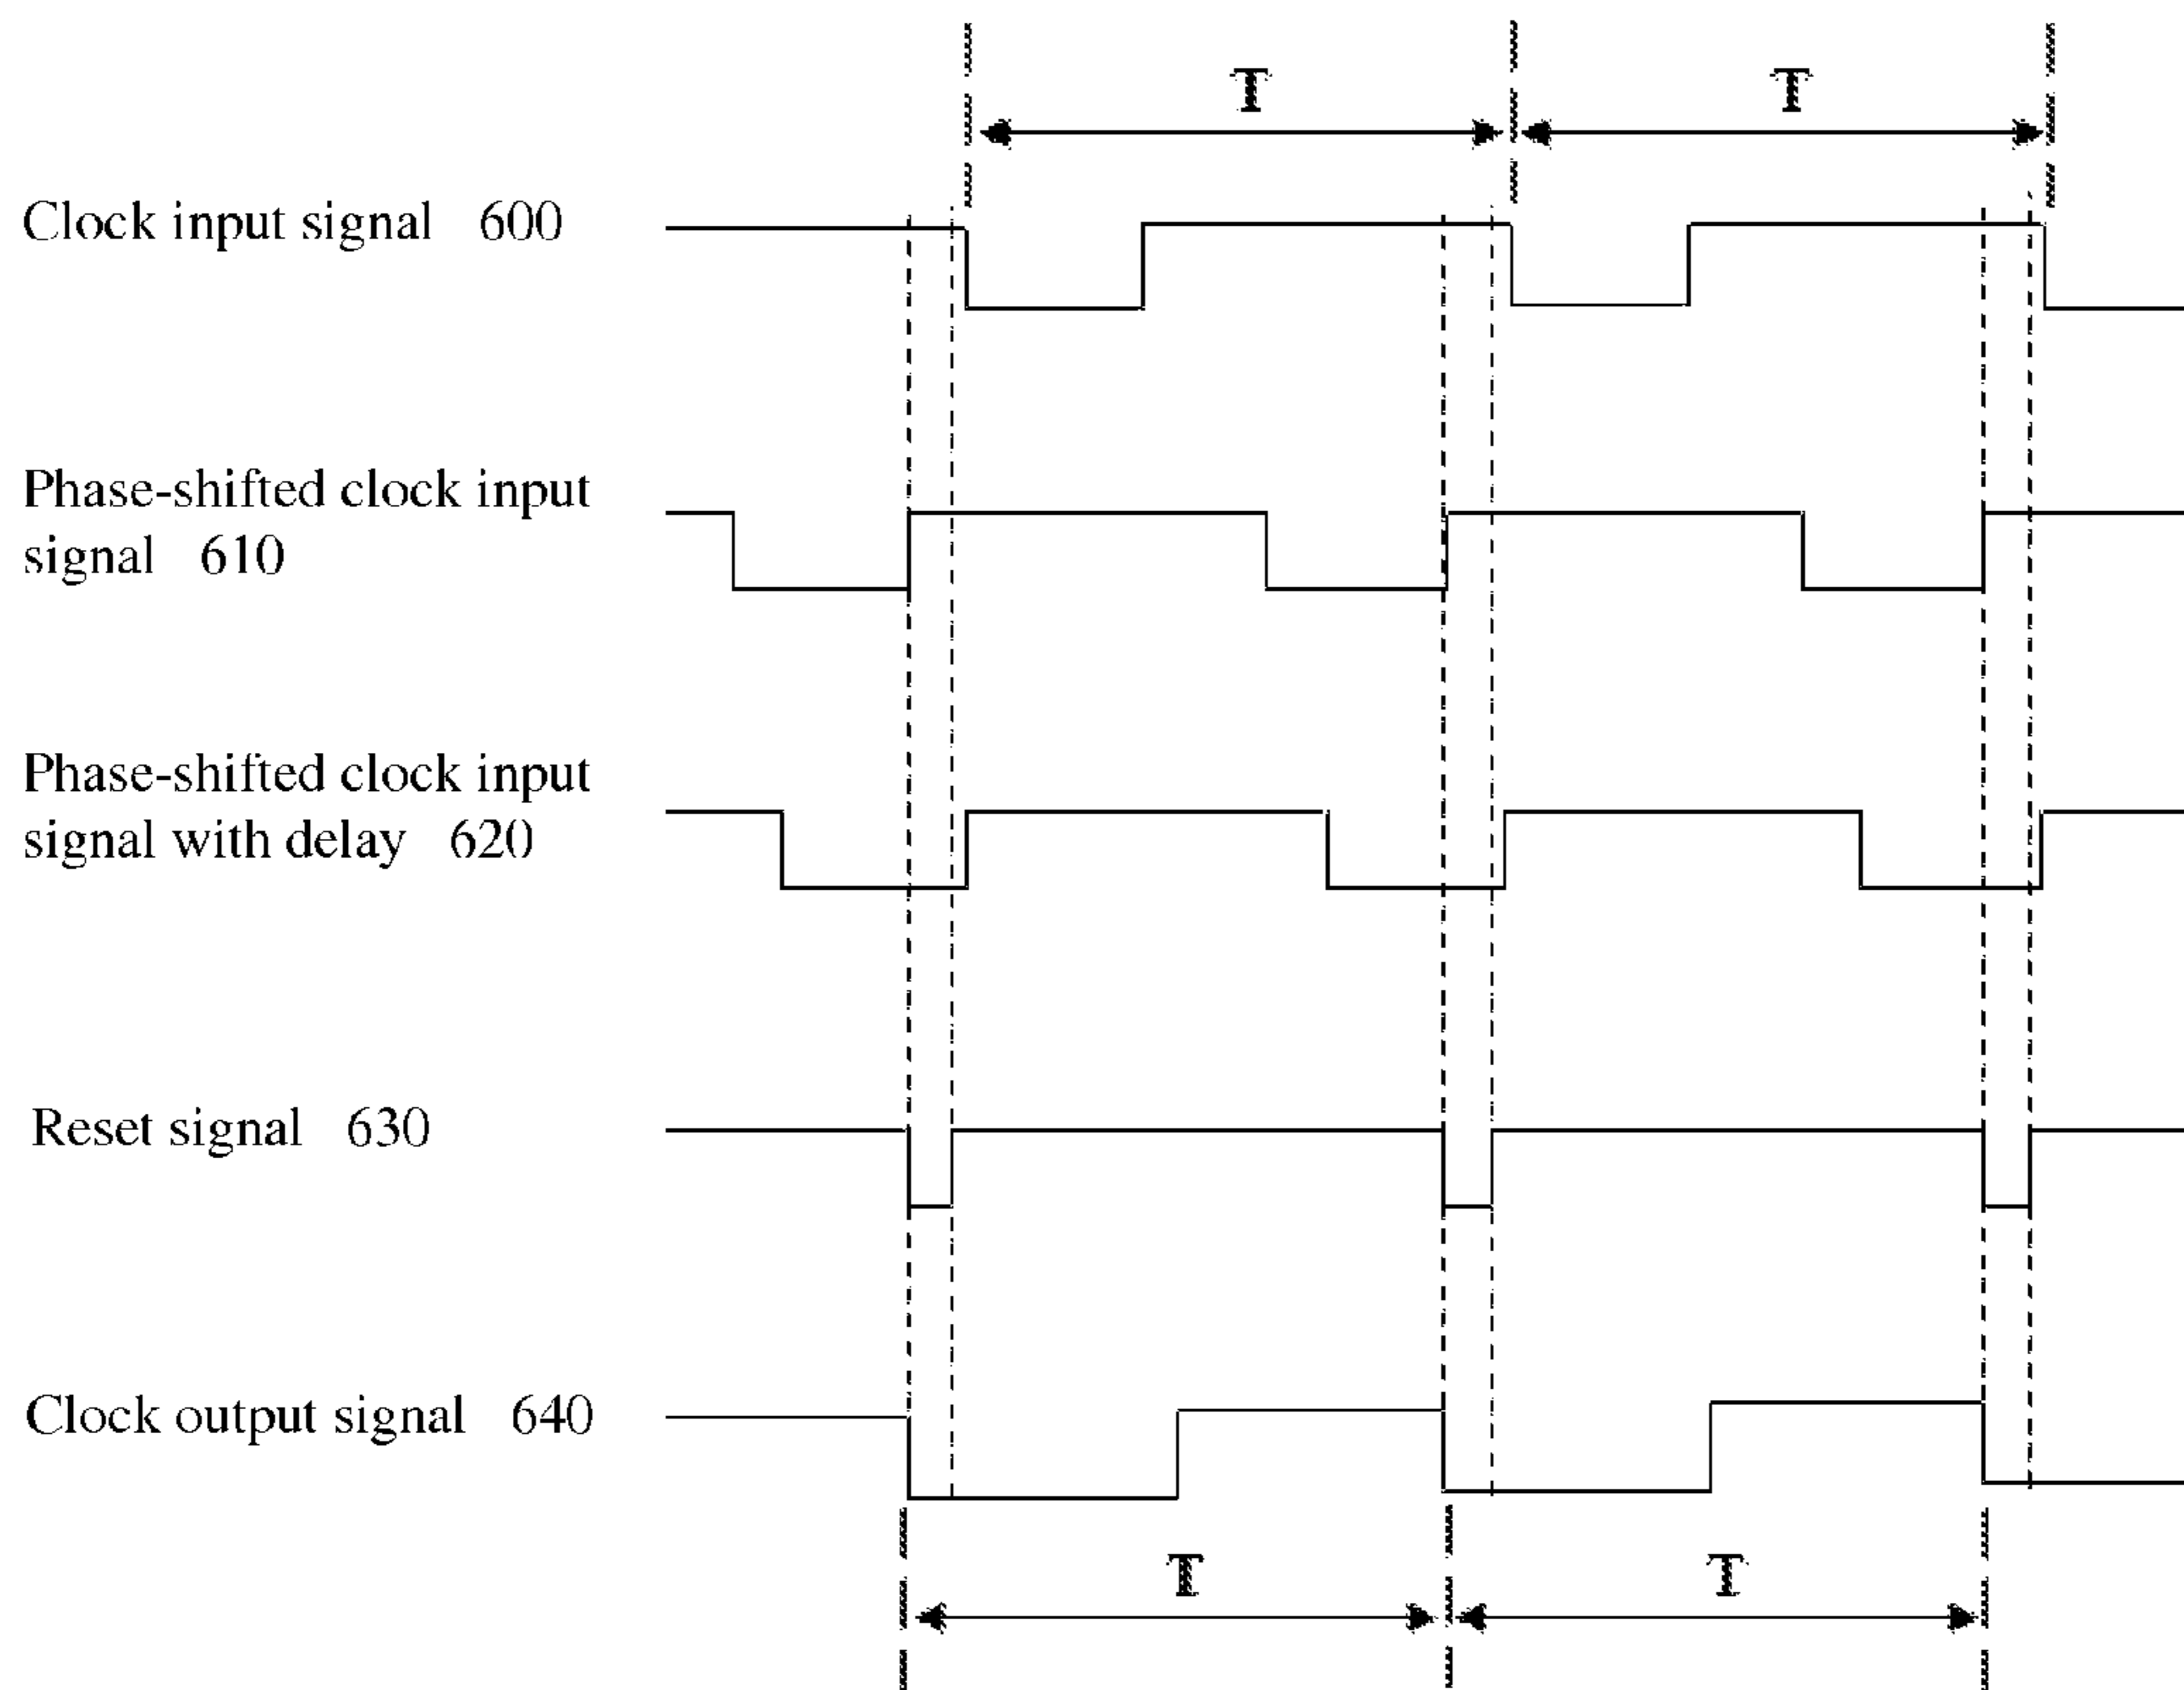 T T
Clock input signal 600
Phase-shifted clock input
signal 610
Phase-shifted clock input
signal with delay 620
Reset signal 630
Clock output signal 640
T T